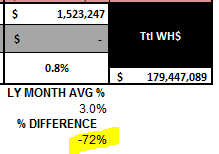 $ 1,523,247
$ -
Ttl WH$
0.8%
$ 179,447,089
LY MONTH AVG %
3.0%
% DIFFERENCE
-72%